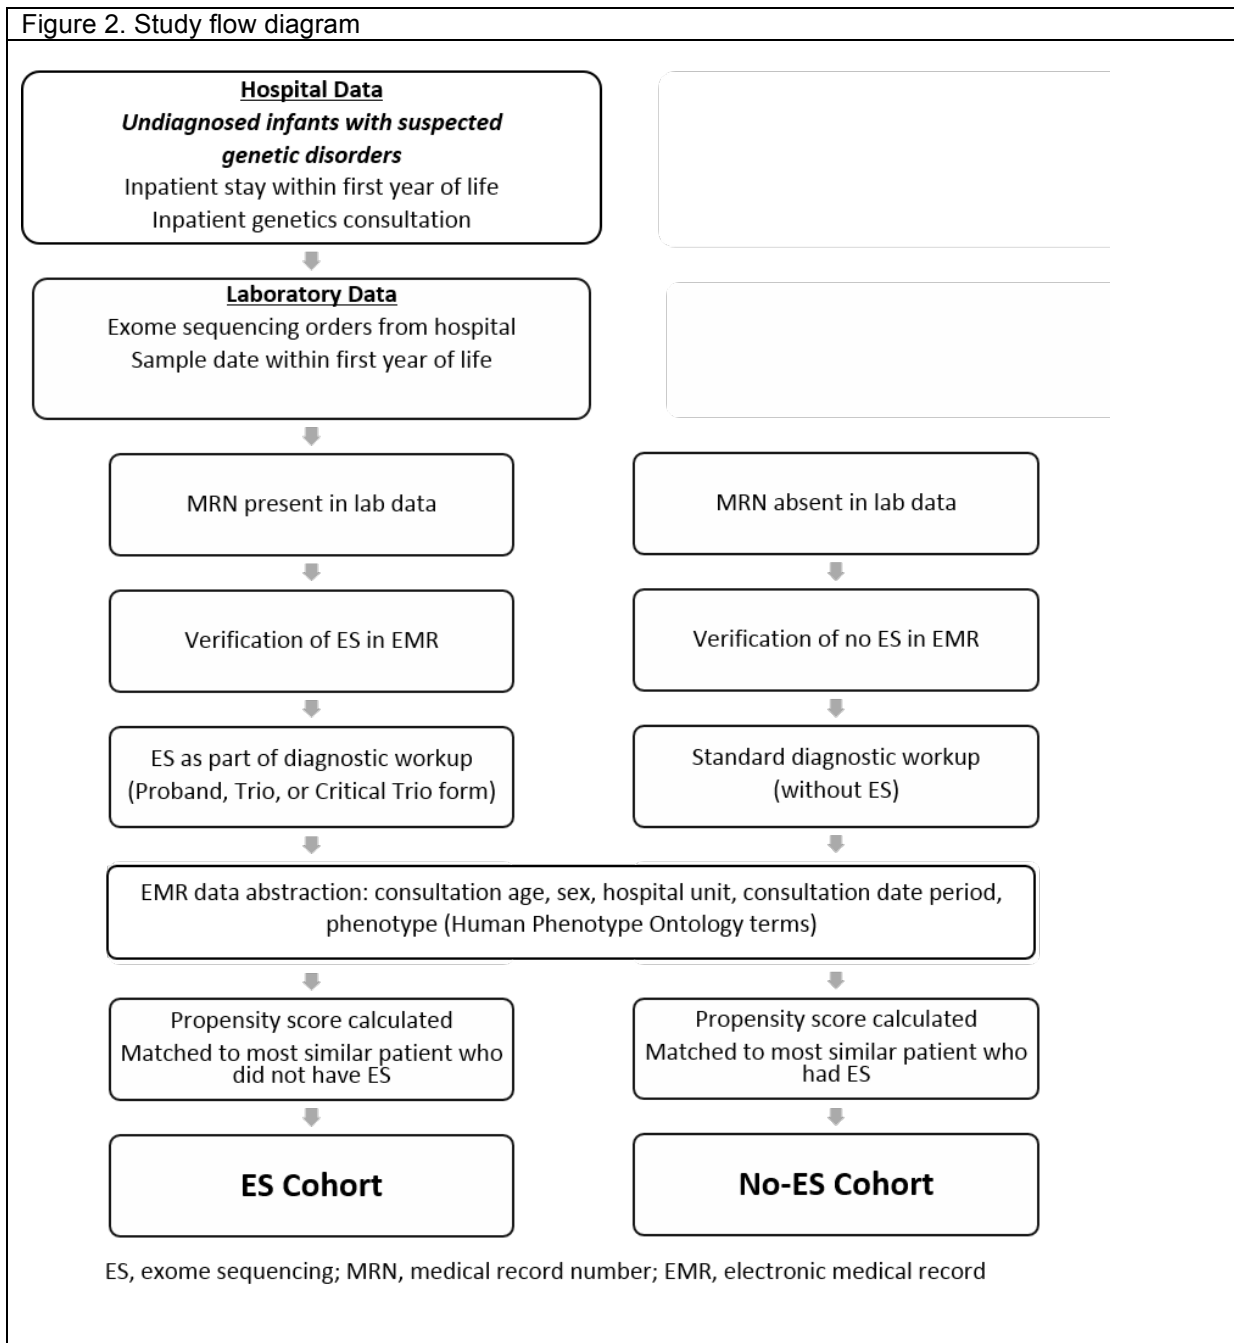 Figure 2. Study flow diagram
Hospital Data
Undiagnosed infants with suspected
genetic disorders
Inpatient stay within first year of life
Inpatient genetics consultation
Laboratory Data
Exome sequencing orders from hospital
Sample date within first year of life
MRN present in lab data
MRN absent in lab data
Verification of ES in EMR
Verification of no ES in EMR
ES as part of diagnostic workup
(Proband, Trio, or Critical Trio form)
Standard diagnostic workup
(without ES)
EMR data abstraction: consultation age, sex, hospital unit, consultation date period,
phenotype (Human Phenotype Ontology terms)
Propensity score calculated
Matched to most similar patient who
did not have ES
Propensity score calculated
Matched to most similar patient who
had ES
ES Cohort
No-ES Cohort
ES, exome sequencing; MRN, medical record number; EMR, electronic medical record